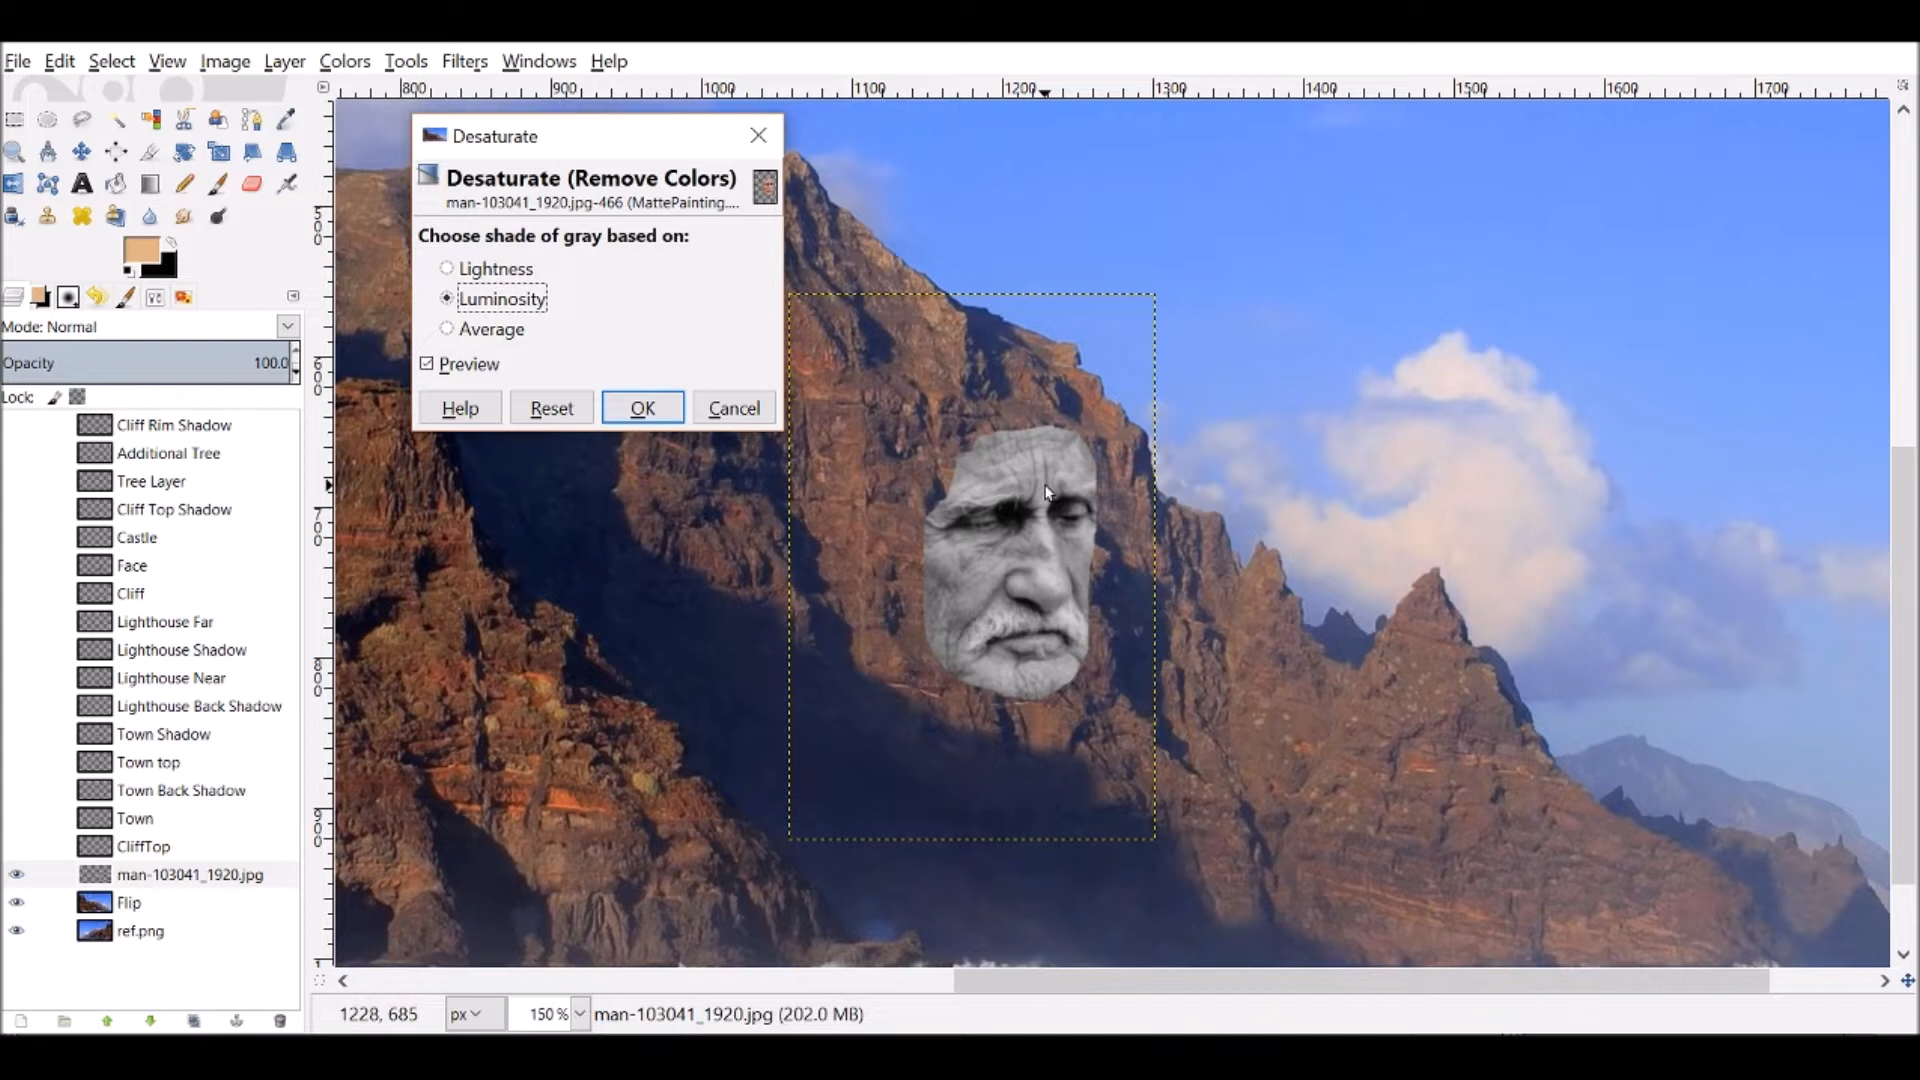 File Edit Select View Image Layer Colors Tools Filters Windows Help
800 900 1000 1100 1200 1300 1400 1500 1600 1700
Desaturate
Desaturate (Remove Colors)
man-103041_1920.jpg-466 (MattePainting....
Choose shade of gray based on:
Lightness
Luminosity
Average
Preview
Help Reset OK Cancel
Mode: Normal
Opacity 100.0
Lock:
Cliff Rim Shadow
Additional Tree
Tree Layer
Cliff Top Shadow
Castle
Face
Cliff
Lighthouse Far
Lighthouse Shadow
Lighthouse Near
Lighthouse Back Shadow
Town Shadow
Town top
Town Back Shadow
Town
CliffTop
man-103041_1920.jpg
Flip
ref.png
500
600
700
800
900
1228, 685 px 150 % man-103041_1920.jpg (202.0 MB)